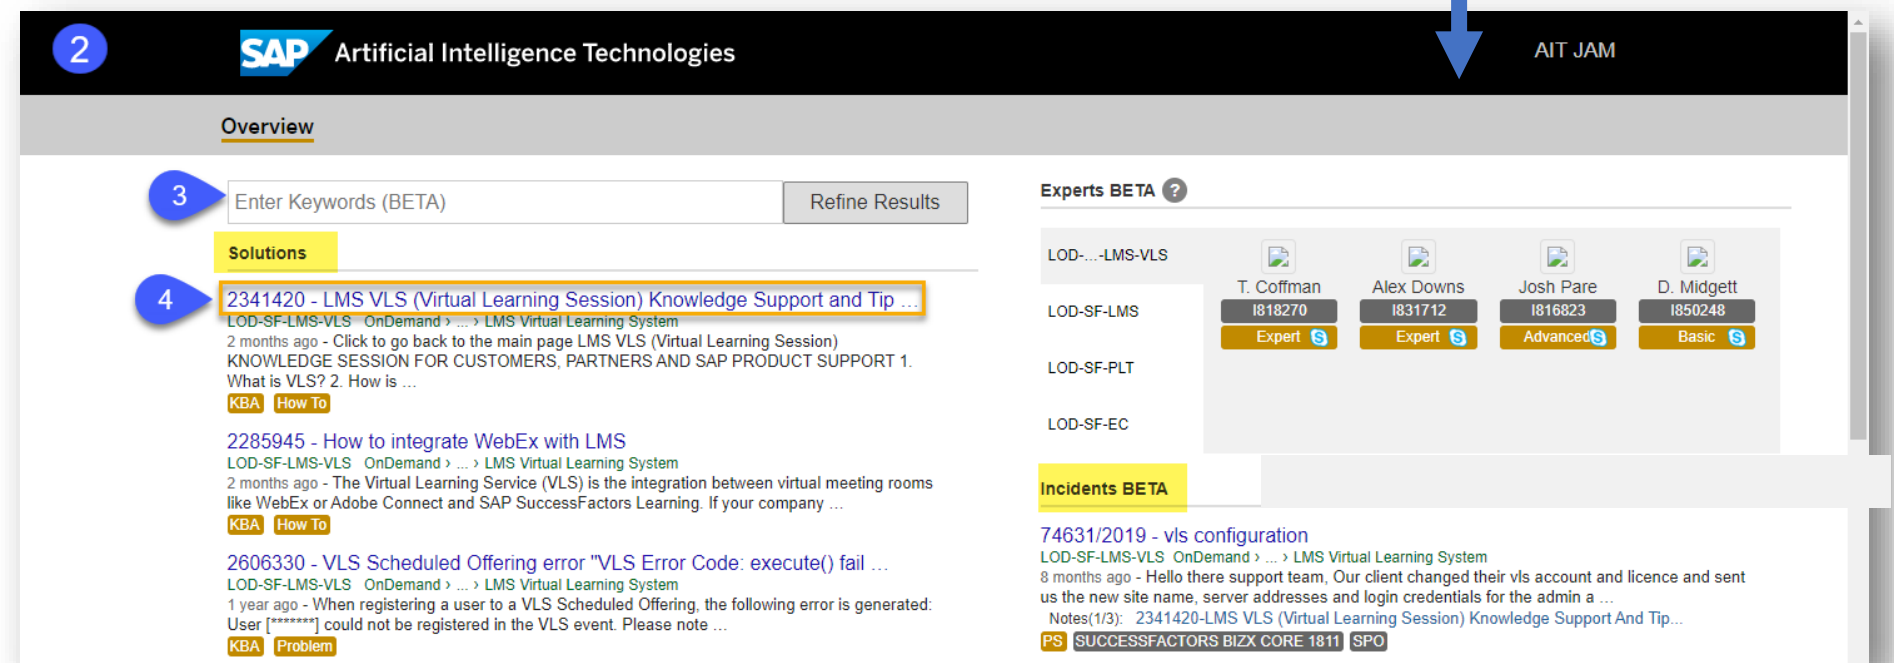 2
SAP Artificial Intelligence Technologies
AIT JAM
Overview
3
Enter Keywords (BETA)
Refine Results
Solutions
4
2341420 - LMS VLS (Virtual Learning Session) Knowledge Support and Tip ...
LOD-SF-LMS-VLS OnDemand › ... › LMS Virtual Learning System
2 months ago - Click to go back to the main page LMS VLS (Virtual Learning Session)
KNOWLEDGE SESSION FOR CUSTOMERS, PARTNERS AND SAP PRODUCT SUPPORT 1.
What is VLS? 2. How is ...
KBA How To
2285945 - How to integrate WebEx with LMS
LOD-SF-LMS-VLS OnDemand › ... › LMS Virtual Learning System
2 months ago - The Virtual Learning Service (VLS) is the integration between virtual meeting rooms
like WebEx or Adobe Connect and SAP SuccessFactors Learning. If your company ...
KBA How To
2606330 - VLS Scheduled Offering error "VLS Error Code: execute() fail ...
LOD-SF-LMS-VLS OnDemand › ... › LMS Virtual Learning System
1 year ago - When registering a user to a VLS Scheduled Offering, the following error is generated:
User [*******] could not be registered in the VLS event. Please note ...
KBA Problem
Experts BETA ?
LOD-...-LMS-VLS
LOD-SF-LMS
LOD-SF-PLT
LOD-SF-EC
T. Coffman
I818270
Expert
Alex Downs
I831712
Expert
Josh Pare
I816823
Advanced
D. Midgett
I850248
Basic
Incidents BETA
74631/2019 - vls configuration
LOD-SF-LMS-VLS OnDemand › ... › LMS Virtual Learning System
8 months ago - Hello there support team, Our client changed their vls account and licence and sent
us the new site name, server addresses and login credentials for the admin a ...
Notes(1/3): 2341420-LMS VLS (Virtual Learning Session) Knowledge Support And Tip...
PS SUCCESSFACTORS BIZX CORE 1811 SPO